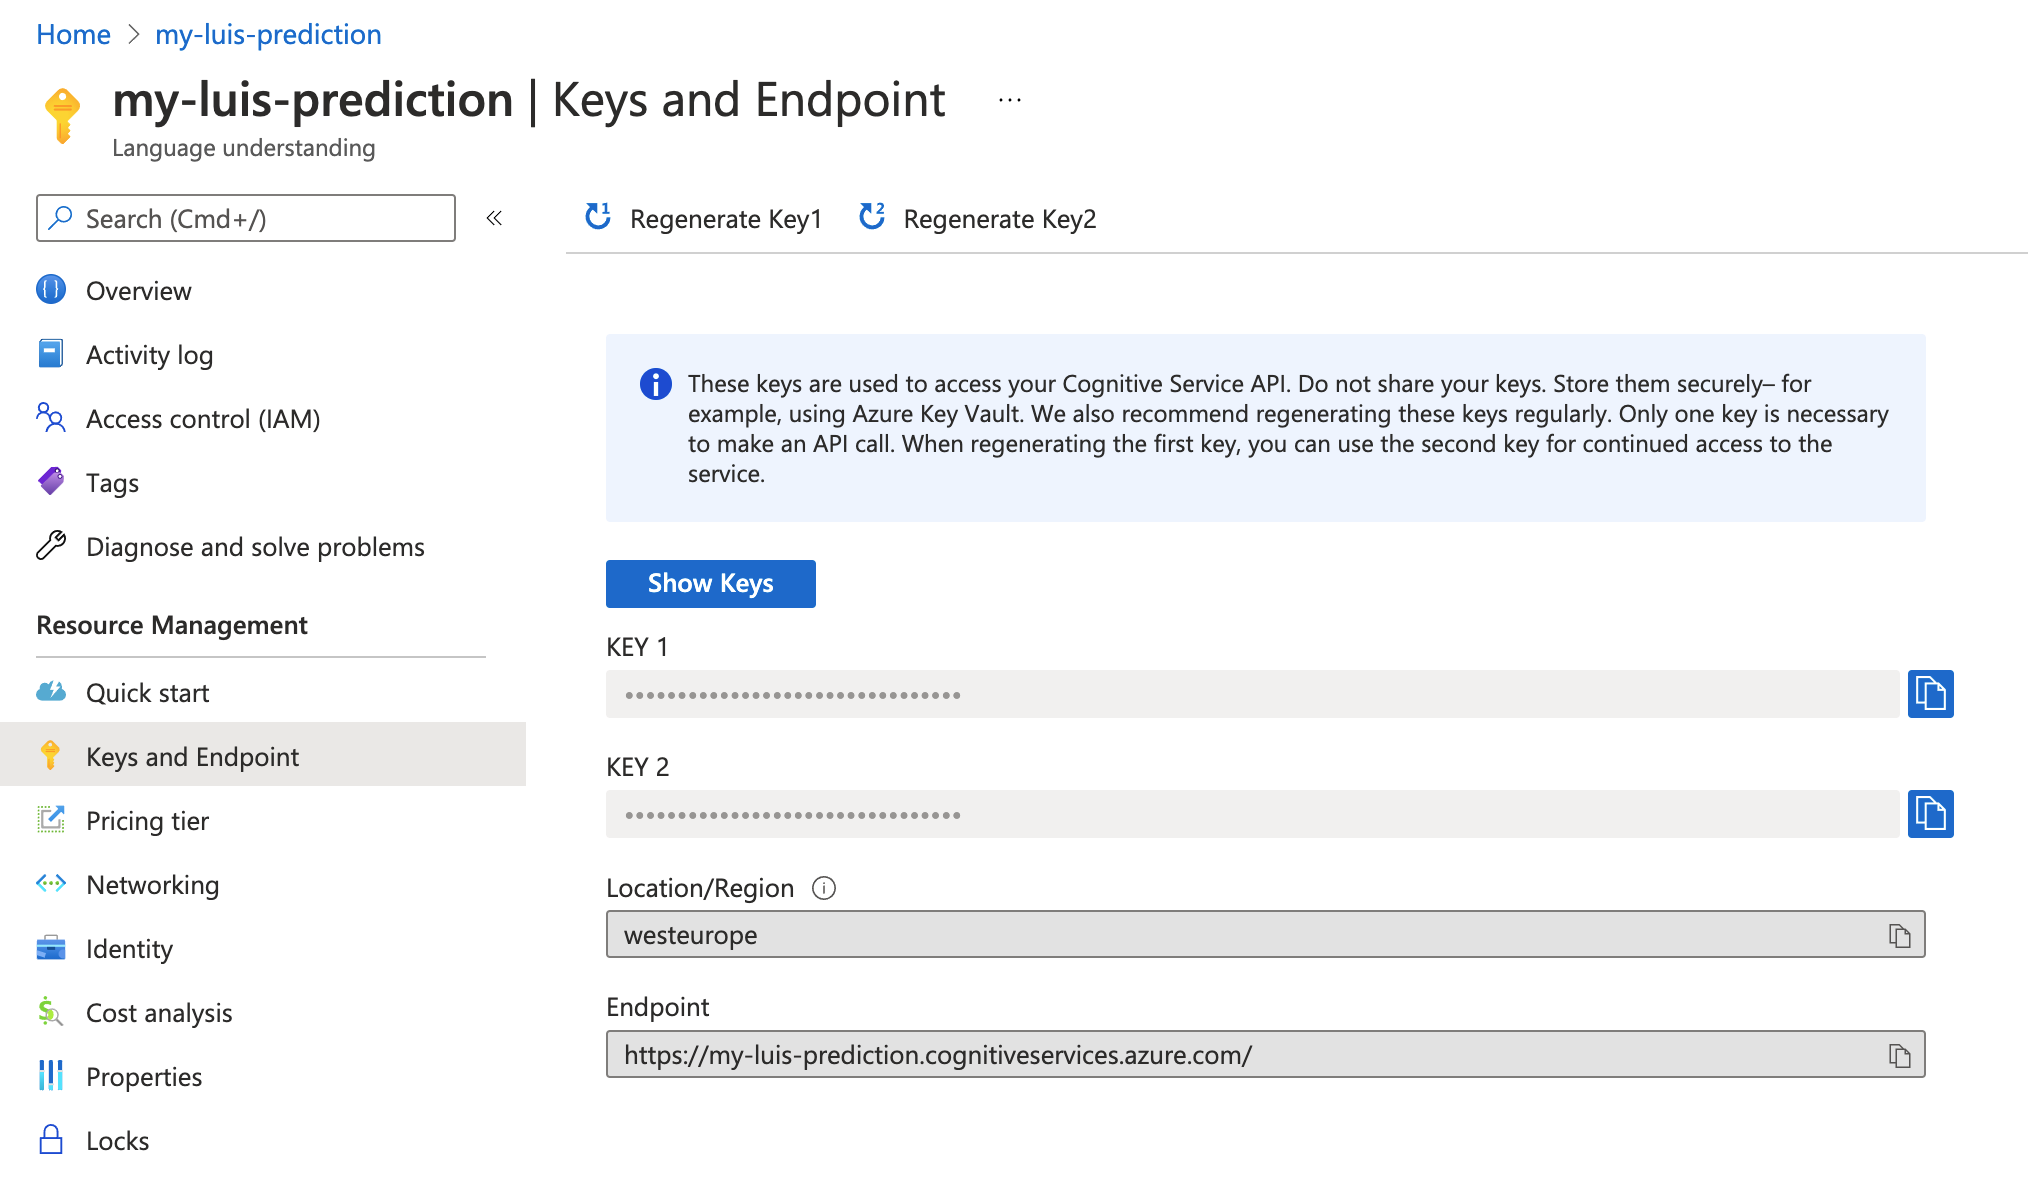 Home > my-luis-prediction
my-luis-prediction | Keys and Endpoint ...
Language understanding
Search (Cmd+/)
«
Overview
Activity log
Access control (IAM)
Tags
Diagnose and solve problems
Resource Management
Quick start
Keys and Endpoint
Pricing tier
Networking
Identity
Cost analysis
Properties
Locks
1 Regenerate Key1 2 Regenerate Key2
These keys are used to access your Cognitive Service API. Do not share your keys. Store them securely– for
example, using Azure Key Vault. We also recommend regenerating these keys regularly. Only one key is necessary
to make an API call. When regenerating the first key, you can use the second key for continued access to the
service.
Show Keys
KEY 1
••••••••••••••••••••••••••••••••
KEY 2
••••••••••••••••••••••••••••••••
Location/Region
westeurope
Endpoint
https://my-luis-prediction.cognitiveservices.azure.com/